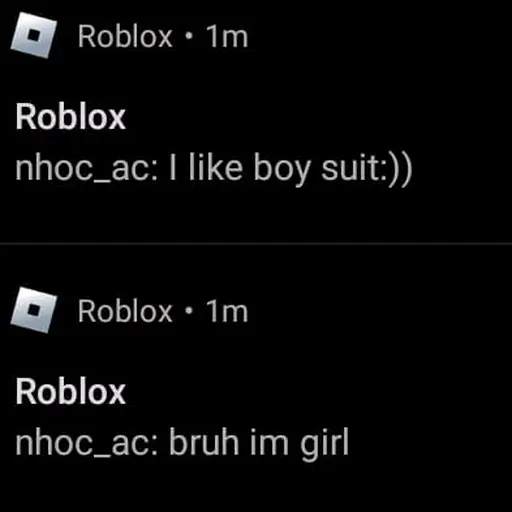 Roblox • 1m
Roblox
nhoc_ac: I like boy suit:))
Roblox • 1m
Roblox
nhoc_ac: bruh im girl